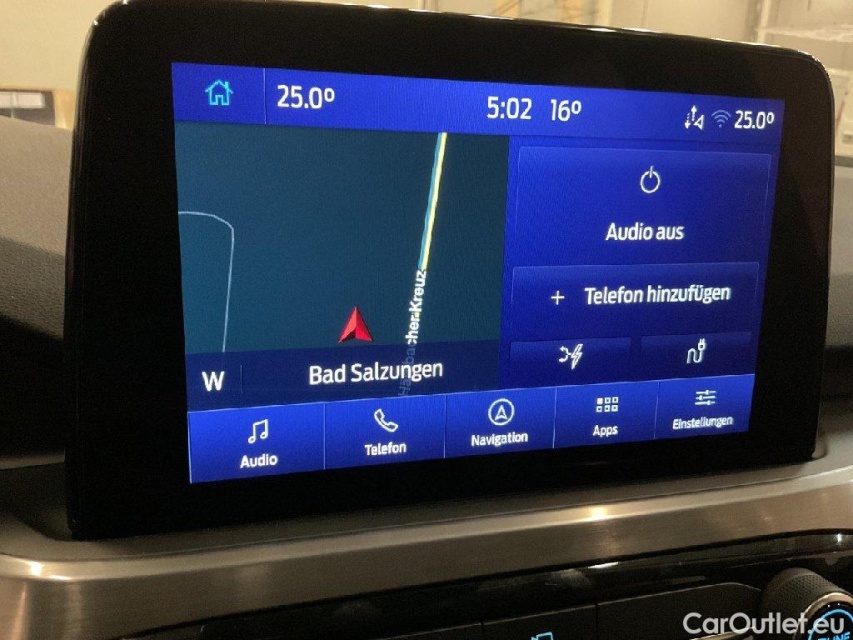 25.0°
5:02 16°
25.0°
Audio aus
+ Telefon hinzufügen
W
Bad Salzungen
Audio
Telefon
Navigation
Apps
Einstellungen
CarOutlet.eu